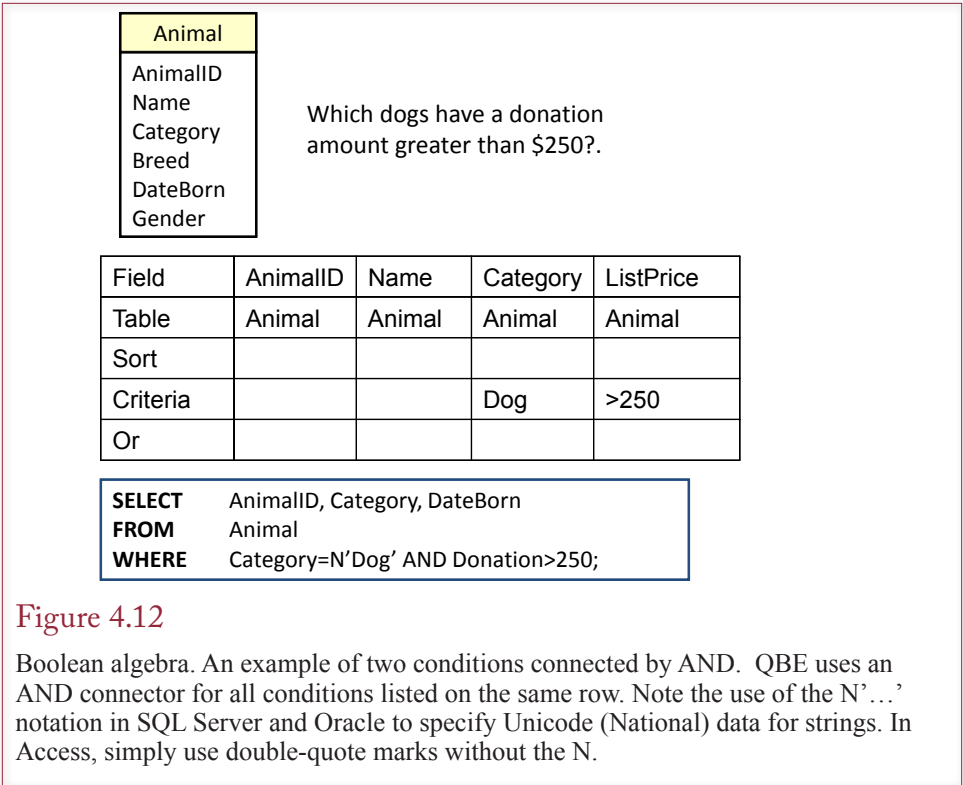 Animal
AnimalID
Name
Category
Breed
DateBorn
Gender
Which dogs have a donation
amount greater than $250?.
Field AnimalID Name Category ListPrice
Table Animal Animal Animal Animal
Sort
Criteria Dog >250
Or
SELECT AnimalID, Category, DateBorn
FROM Animal
WHERE Category=N’Dog’ AND Donation>250;
Figure 4.12
Boolean algebra. An example of two conditions connected by AND.  QBE uses an
AND connector for all conditions listed on the same row. Note the use of the N’…’
notation in SQL Server and Oracle to specify Unicode (National) data for strings. In
Access, simply use double-quote marks without the N.